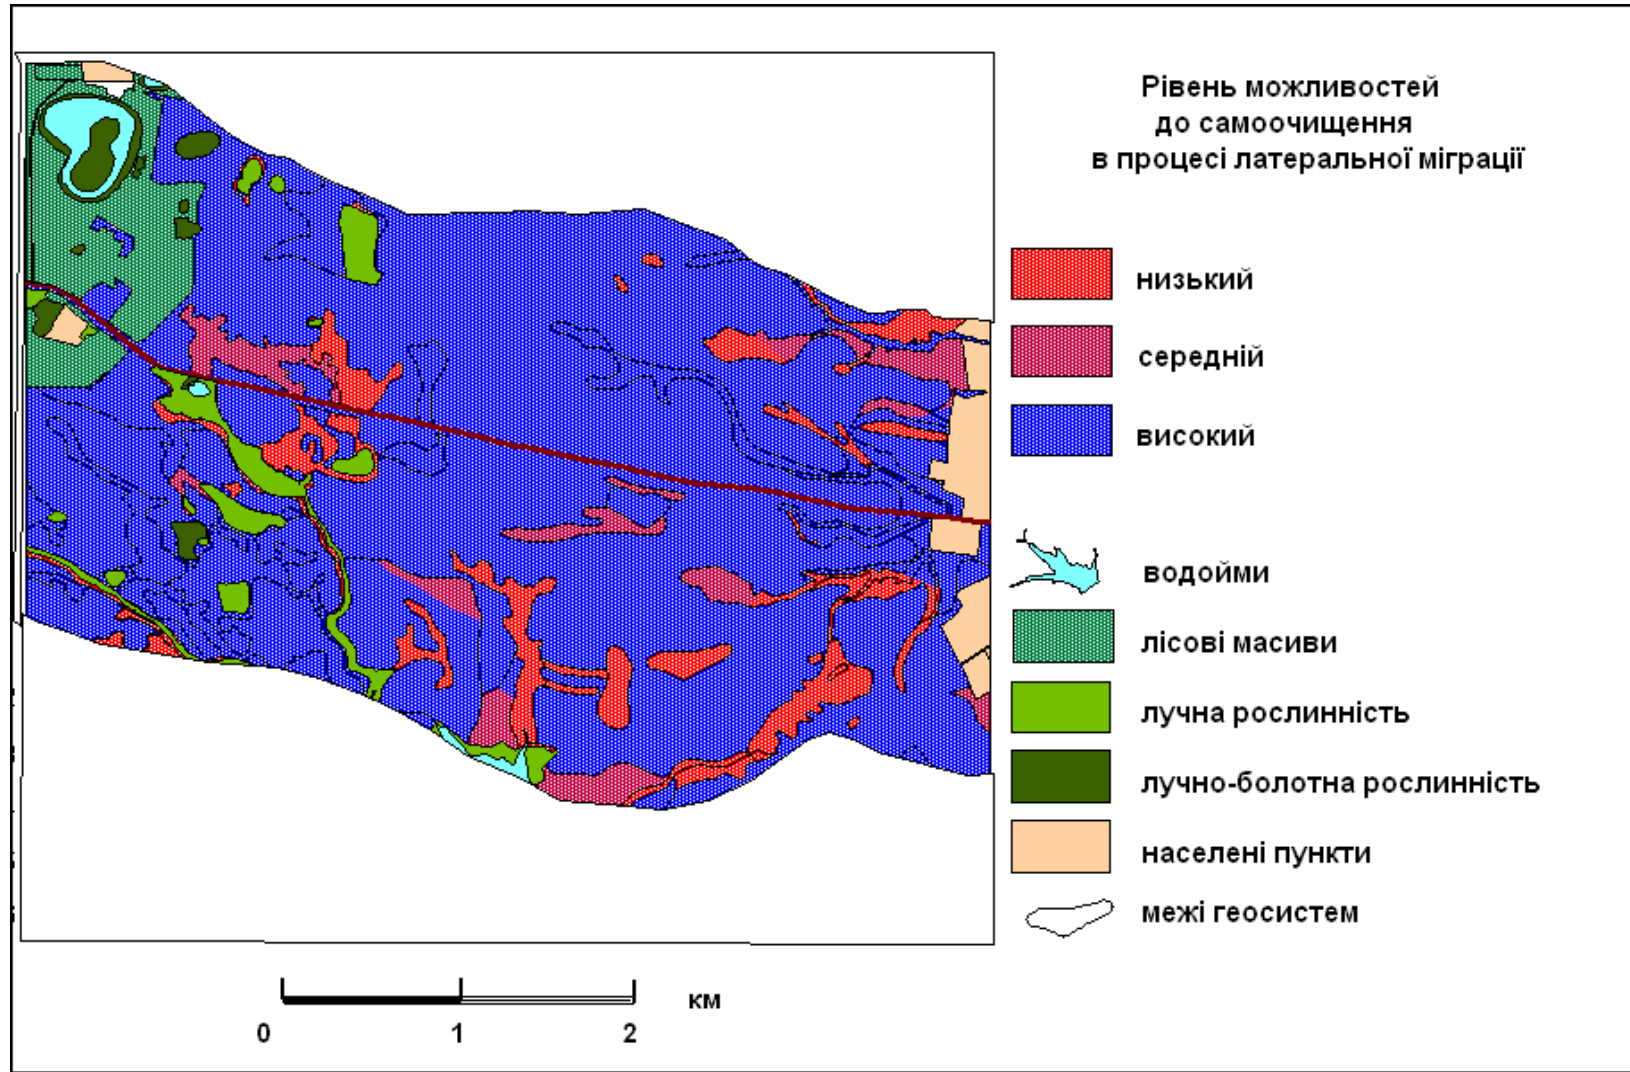 Рівень можливостей
до самоочищення
в процесі латеральної міграції
низький
середній
високий
водойми
лісові масиви
лучна рослинність
лучно-болотна рослинність
населені пункти
межі геосистем
км
0 1 2